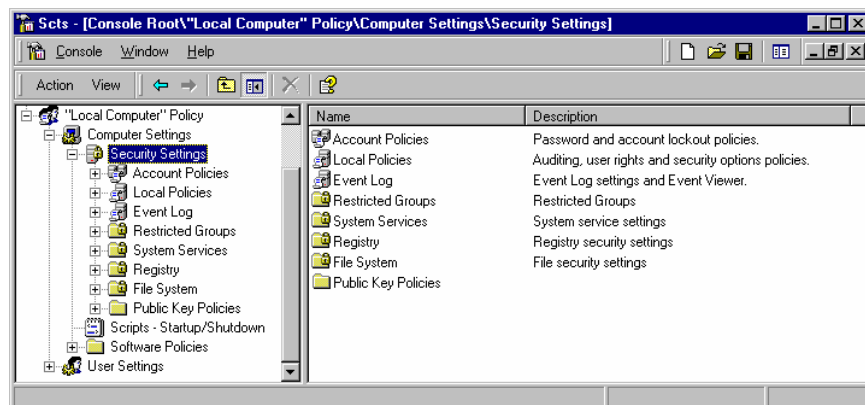 Scts - [Console Root\"Local Computer" Policy\Computer Settings\Security Settings]
Console Window Help
Action View
"Local Computer" Policy
Computer Settings
Security Settings
Account Policies
Local Policies
Event Log
Restricted Groups
System Services
Registry
File System
Public Key Policies
Scripts - Startup/Shutdown
Software Policies
User Settings
Name Description
Account Policies Password and account lockout policies.
Local Policies Auditing, user rights and security options policies.
Event Log Event Log settings and Event Viewer.
Restricted Groups Restricted Groups
System Services System service settings
Registry Registry security settings
File System File security settings
Public Key Policies